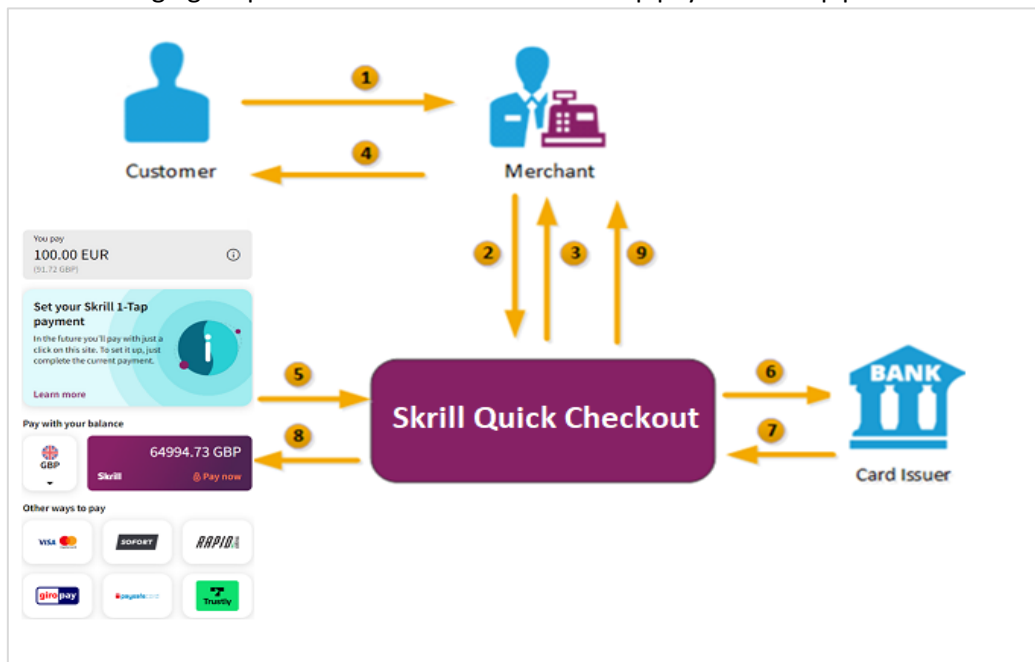 1
4
Customer
Merchant
2
3
9
You pay
100.00 EUR
(91.72 GBP)
Set your Skrill 1-Tap
payment
In the future you'll pay with just a
click on this site. To set it up, just
complete the current payment.
Learn more
5
Skrill Quick Checkout
6
BANK
7
8
Card Issuer
Pay with your balance
GBP
64994.73 GBP
Skrill
Pay now
Other ways to pay
VISA
SOFORT
RAPID
giropay
paysafecard
Trustly